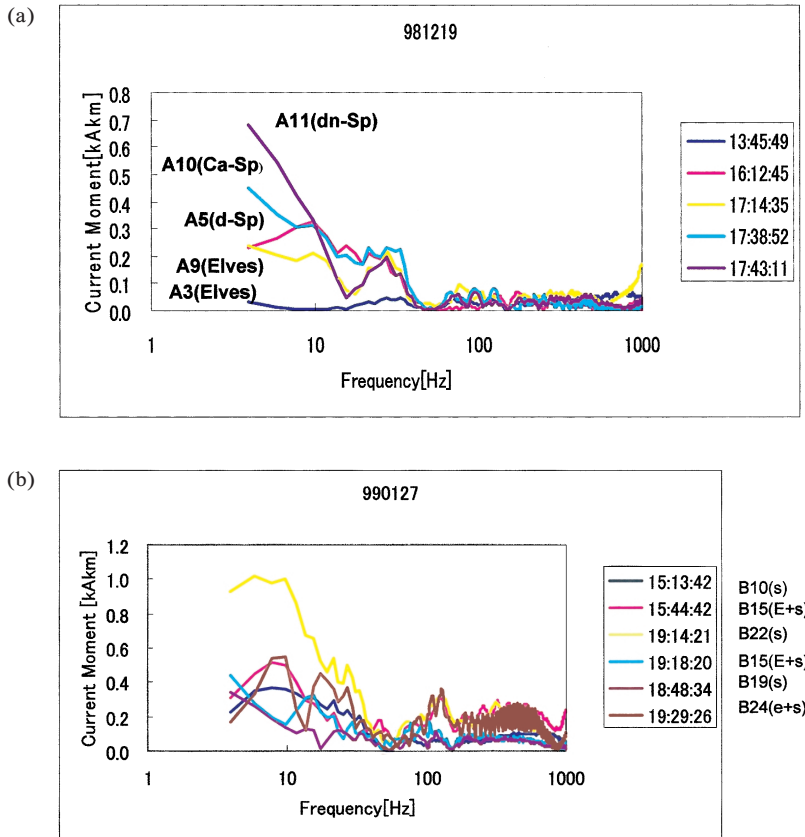 (a)
981219
Current Moment[kAkm]
0.8
0.7
0.6
0.5
0.4
0.3
0.2
0.1
0.0
A11(dn-Sp)
A10(Ca-Sp)
A5(d-Sp)
A9(Elves)
A3(Elves)
1 10 100 1000
Frequency[Hz]
13:45:49
16:12:45
17:14:35
17:38:52
17:43:11
(b)
990127
Current Moment [kAkm]
1.2
1.0
0.8
0.6
0.4
0.2
0.0
1 10 100 1000
Frequency[Hz]
15:13:42 B10(s)
15:44:42 B15(E+s)
19:14:21 B22(s)
19:18:20 B15(E+s)
18:48:34 B19(s)
19:29:26 B24(e+s)